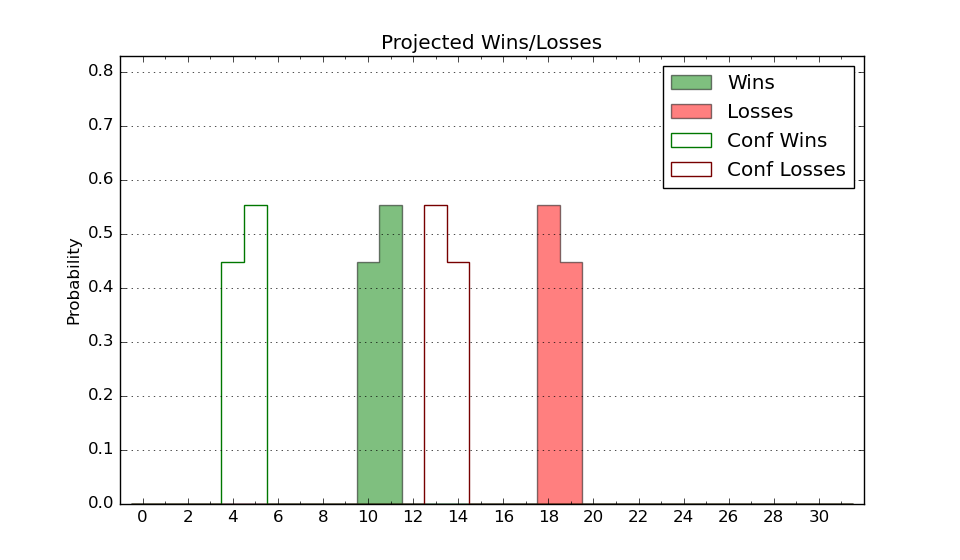 Projected Wins/Losses
0.8
0.7
0.6
0.5
0.4
0.3
0.2
0.1
0.0
Probability
Wins
Losses
Conf Wins
Conf Losses
0 2 4 6 8 10 12 14 16 18 20 22 24 26 28 30